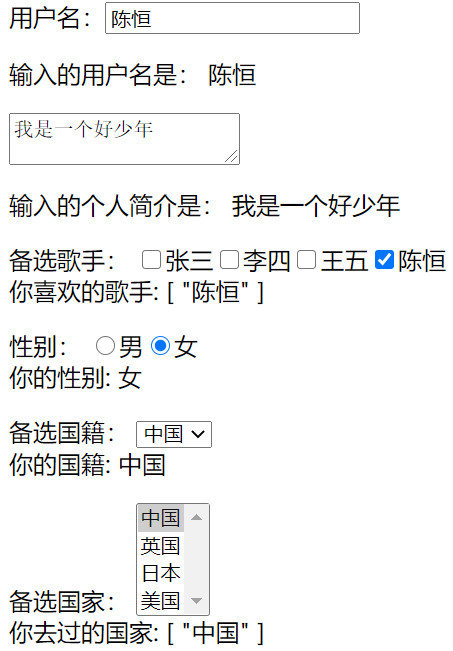 用户名：陈恒
输入的用户名是： 陈恒
我是一个好少年
输入的个人简介是： 我是一个好少年
备选歌手： 张三 李四 王五 陈恒
你喜欢的歌手: [ "陈恒" ]
性别： 男 女
你的性别: 女
备选国籍： 中国
你的国籍: 中国
中国
英国
日本
备选国家： 美国
你去过的国家: [ "中国" ]